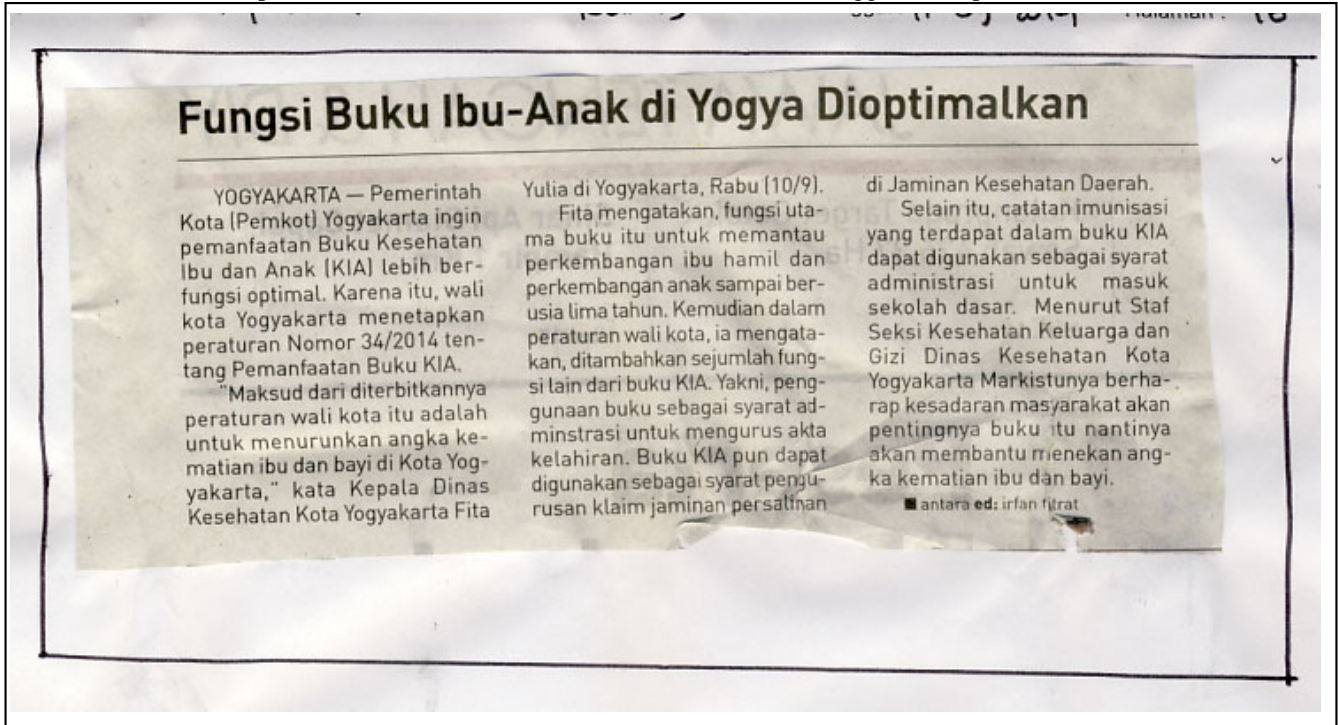 Fungsi Buku Ibu-Anak di Yogya Dioptimalkan
YOGYAKARTA — Pemerintah
Kota (Pemkot) Yogyakarta ingin
pemanfaatan Buku Kesehatan
Ibu dan Anak (KIA) lebih ber-
fungsi optimal. Karena itu, wali
kota Yogyakarta menetapkan
peraturan Nomor 34/2014 ten-
tang Pemanfaatan Buku KIA.
"Maksud dari diterbitkannya
peraturan wali kota itu adalah
untuk menurunkan angka ke-
matian ibu dan bayi di Kota Yog-
yakarta," kata Kepala Dinas
Kesehatan Kota Yogyakarta Fita
Yulia di Yogyakarta, Rabu (10/9).
Fita mengatakan, fungsi uta-
ma buku itu untuk memantau
perkembangan ibu hamil dan
perkembangan anak sampai ber-
usia lima tahun. Kemudian dalam
peraturan wali kota, ia mengata-
kan, ditambahkan sejumlah fung-
si lain dari buku KIA. Yakni, peng-
gunaan buku sebagai syarat ad-
minstrasi untuk mengurus akta
kelahiran. Buku KIA pun dapat
digunakan sebagai syarat pengu-
rusan klaim jaminan persalinan
di Jaminan Kesehatan Daerah.
Selain itu, catatan imunisasi
yang terdapat dalam buku KIA
dapat digunakan sebagai syarat
administrasi untuk masuk
sekolah dasar. Menurut Staf
Seksi Kesehatan Keluarga dan
Gizi Dinas Kesehatan Kota
Yogyakarta Markistunya berha-
rap kesadaran masyarakat akan
pentingnya buku itu nantinya
akan membantu menekan ang-
ka kematian ibu dan bayi.
■ antara ed: irfan fitrat